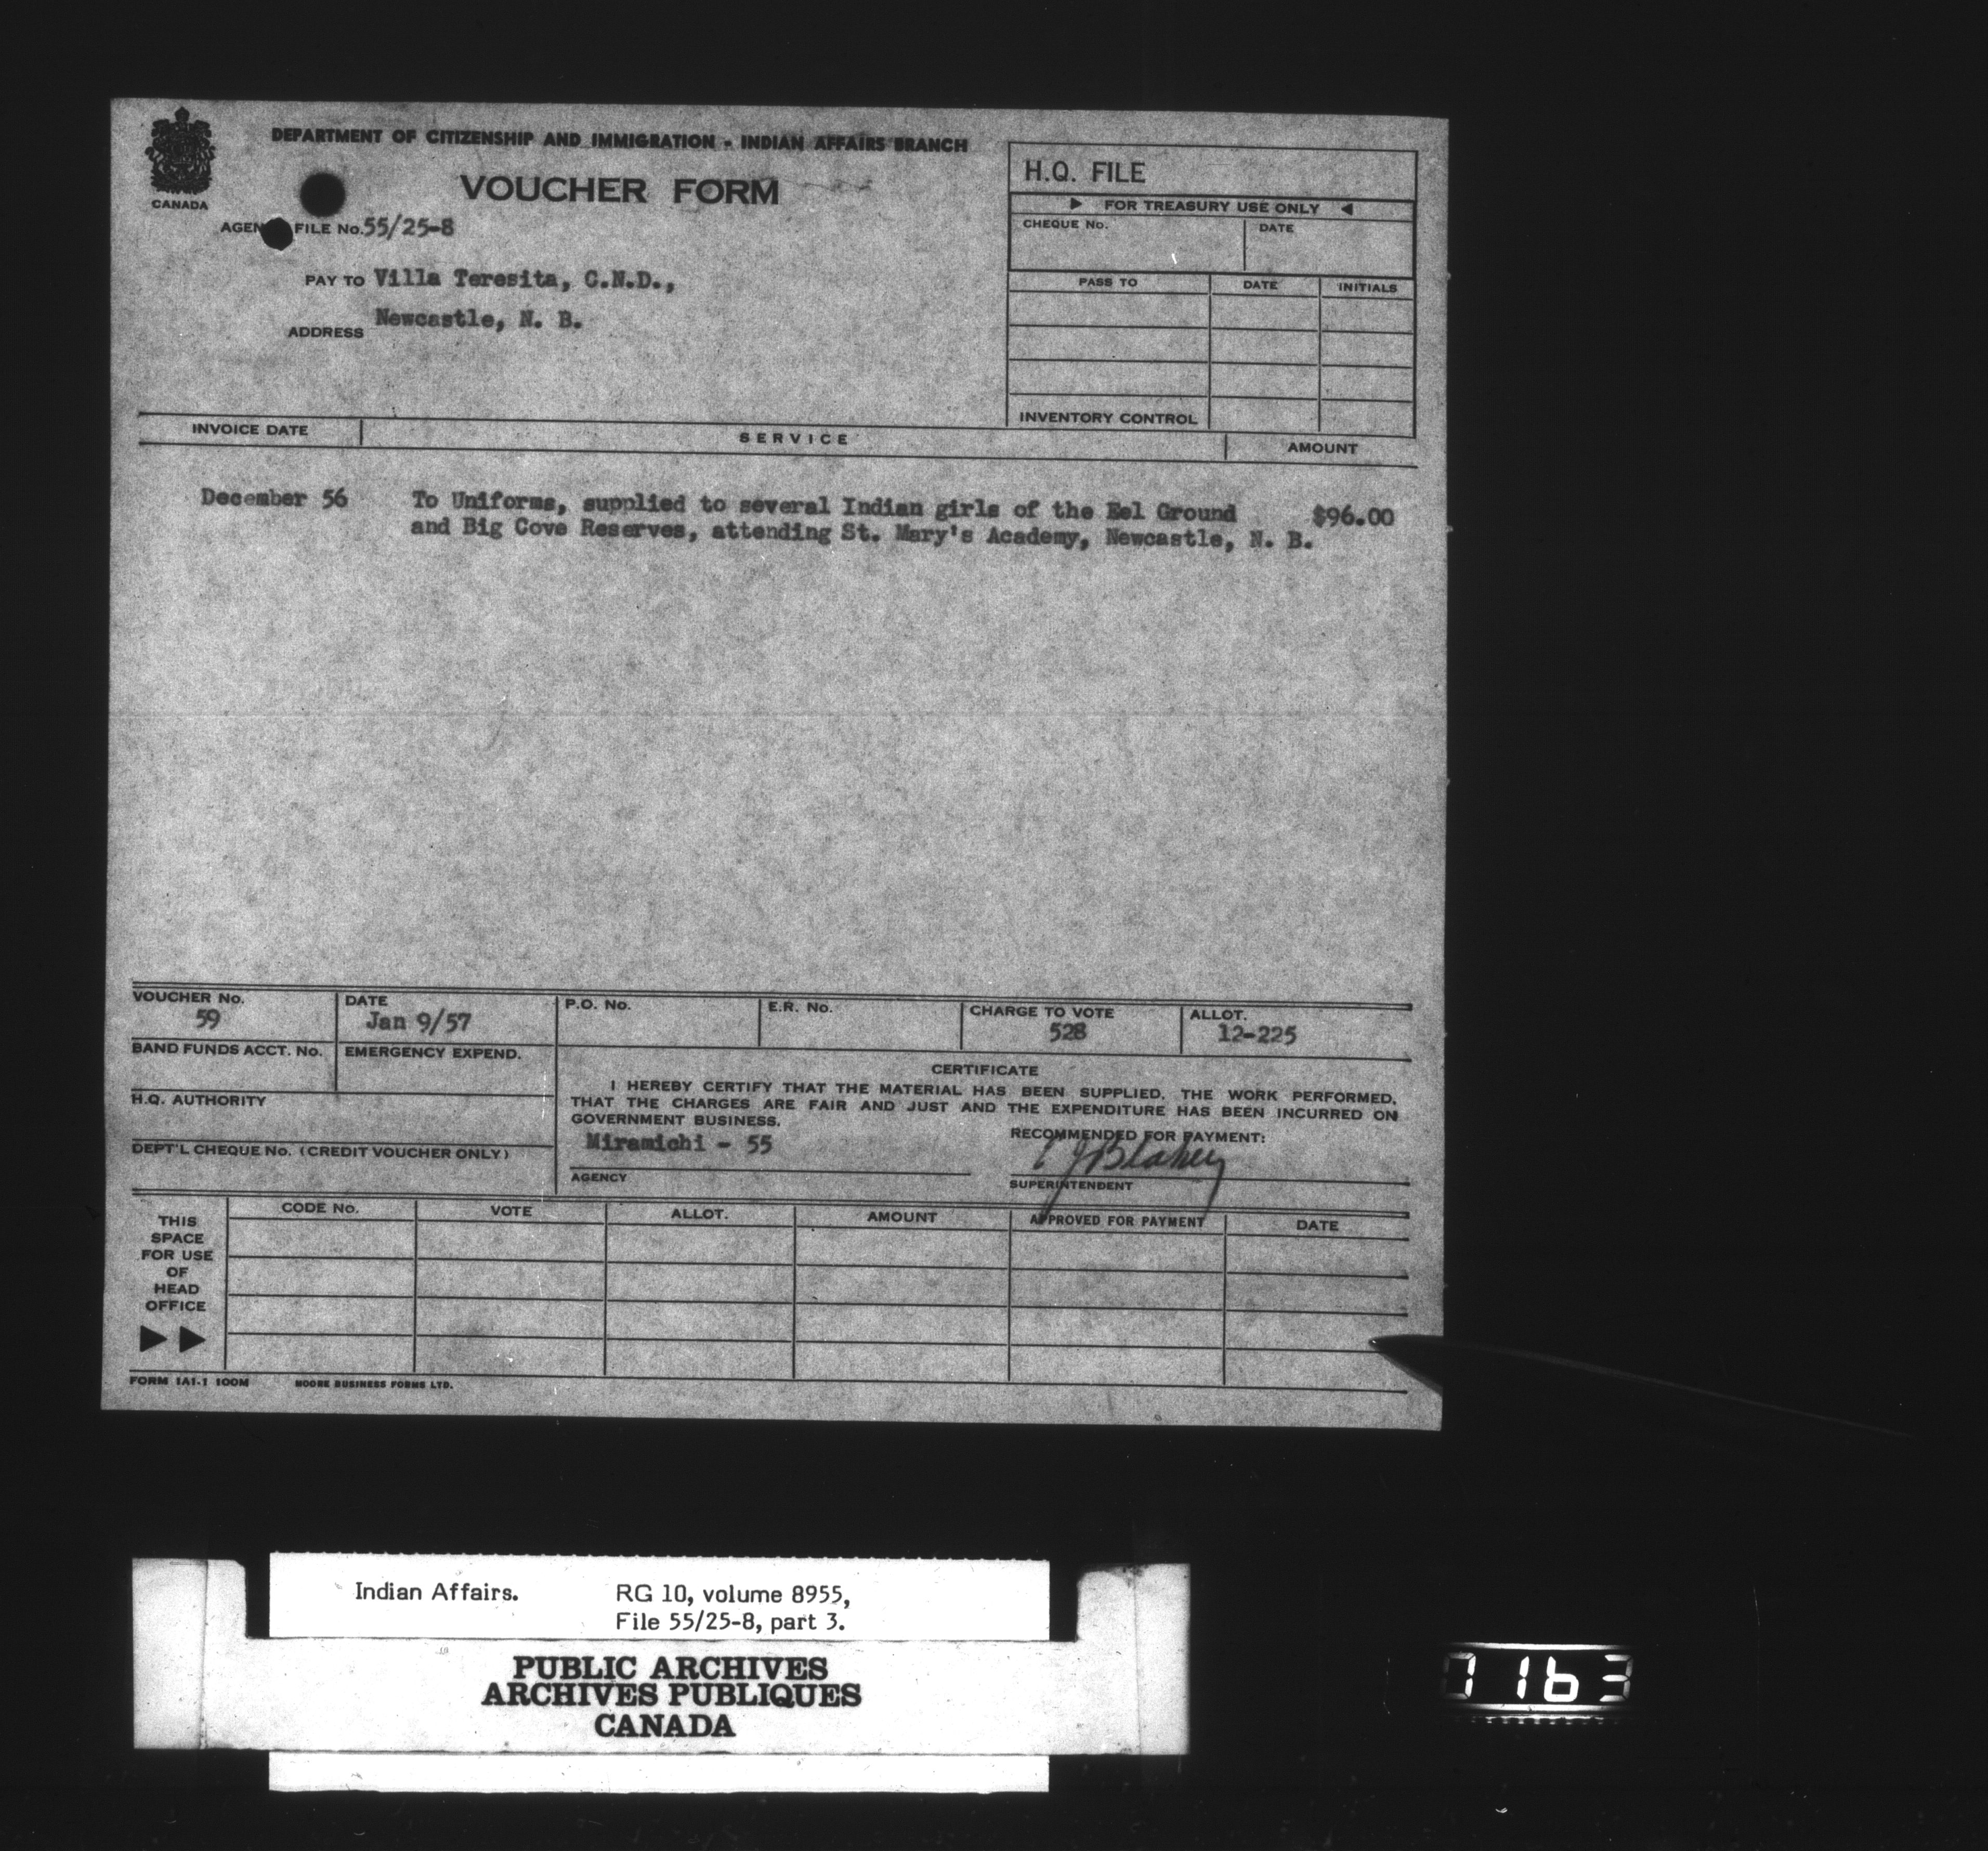 DEPARTMENT OF CITIZENSHIP AND IMMIGRATION - INDIAN AFFAIRS BRANCH
CANADA
VOUCHER FORM
FILE No. 55/25-8
PAY TO Villa Teresita, C.N.D.,
ADDRESS Newcastle, N. B.
H.Q. FILE
FOR TREASURY USE ONLY
CHEQUE No. DATE
PASS TO DATE INITIALS
INVENTORY CONTROL
INVOICE DATE SERVICE AMOUNT
December 56 To Uniforms, supplied to several Indian girls of the Eel Ground $96.00
and Big Cove Reserves, attending St. Mary's Academy, Newcastle, N. B.
VOUCHER No. DATE P.O. No. E.R. No. CHARGE TO VOTE ALLOT.
59 Jan 9/57 528 12-225
BAND FUNDS ACCT. No. EMERGENCY EXPEND.
H.Q. AUTHORITY
DEPT'L CHEQUE No. (CREDIT VOUCHER ONLY)
CERTIFICATE
I HEREBY CERTIFY THAT THE MATERIAL HAS BEEN SUPPLIED, THE WORK PERFORMED,
THAT THE CHARGES ARE FAIR AND JUST AND THE EXPENDITURE HAS BEEN INCURRED ON
GOVERNMENT BUSINESS.
Miramichi - 55
AGENCY
RECOMMENDED FOR PAYMENT:
SUPERINTENDENT
THIS
SPACE
FOR USE
OF
HEAD
OFFICE
CODE No. VOTE ALLOT. AMOUNT APPROVED FOR PAYMENT DATE
FORM 1A1-1 100M MOORE BUSINESS FORMS LTD.
Indian Affairs. RG 10, volume 8955,
File 55/25-8, part 3.
PUBLIC ARCHIVES
ARCHIVES PUBLIQUES
CANADA
7163